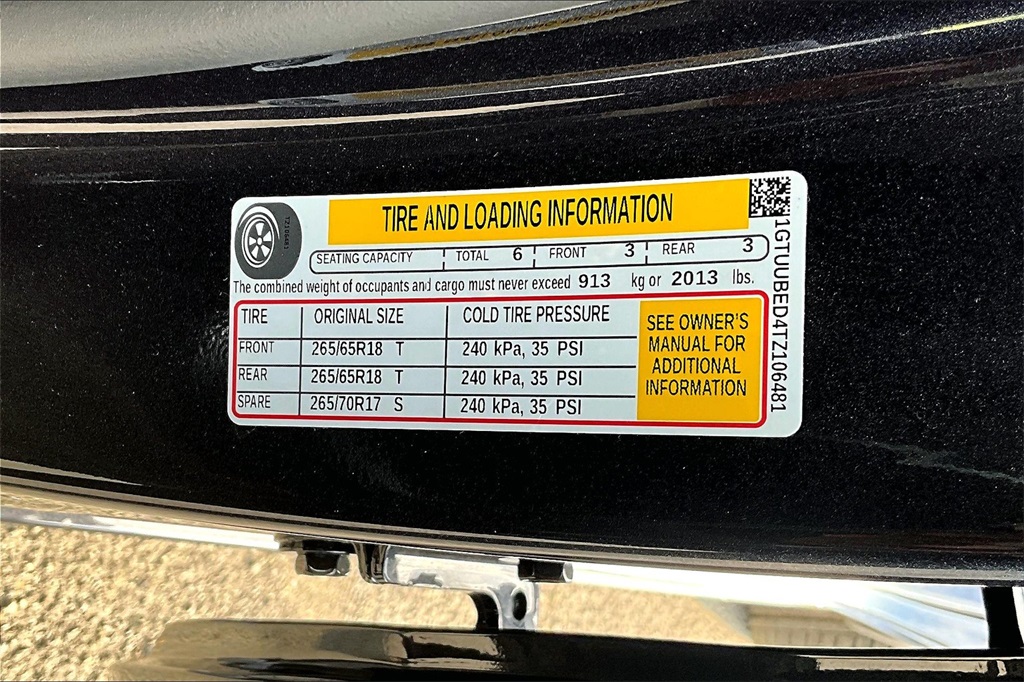 TIRE AND LOADING INFORMATION
TZ106481
SEATING CAPACITY TOTAL 6 FRONT 3 REAR 3
The combined weight of occupants and cargo must never exceed 913 kg or 2013 lbs.
TIRE ORIGINAL SIZE COLD TIRE PRESSURE
FRONT 265/65R18 T 240 kPa, 35 PSI
REAR 265/65R18 T 240 kPa, 35 PSI
SPARE 265/70R17 S 240 kPa, 35 PSI
SEE OWNER'S
MANUAL FOR
ADDITIONAL
INFORMATION
1GTUUBED4TZ106481